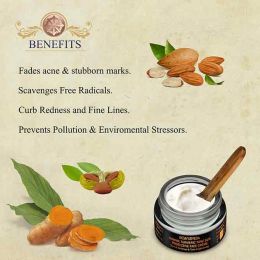 BENEFITS
Fades acne & stubborn marks.
Scavenges Free Radicals.
Curb Redness and Fine Lines.
Prevents Pollution & Enviromental Stressors.